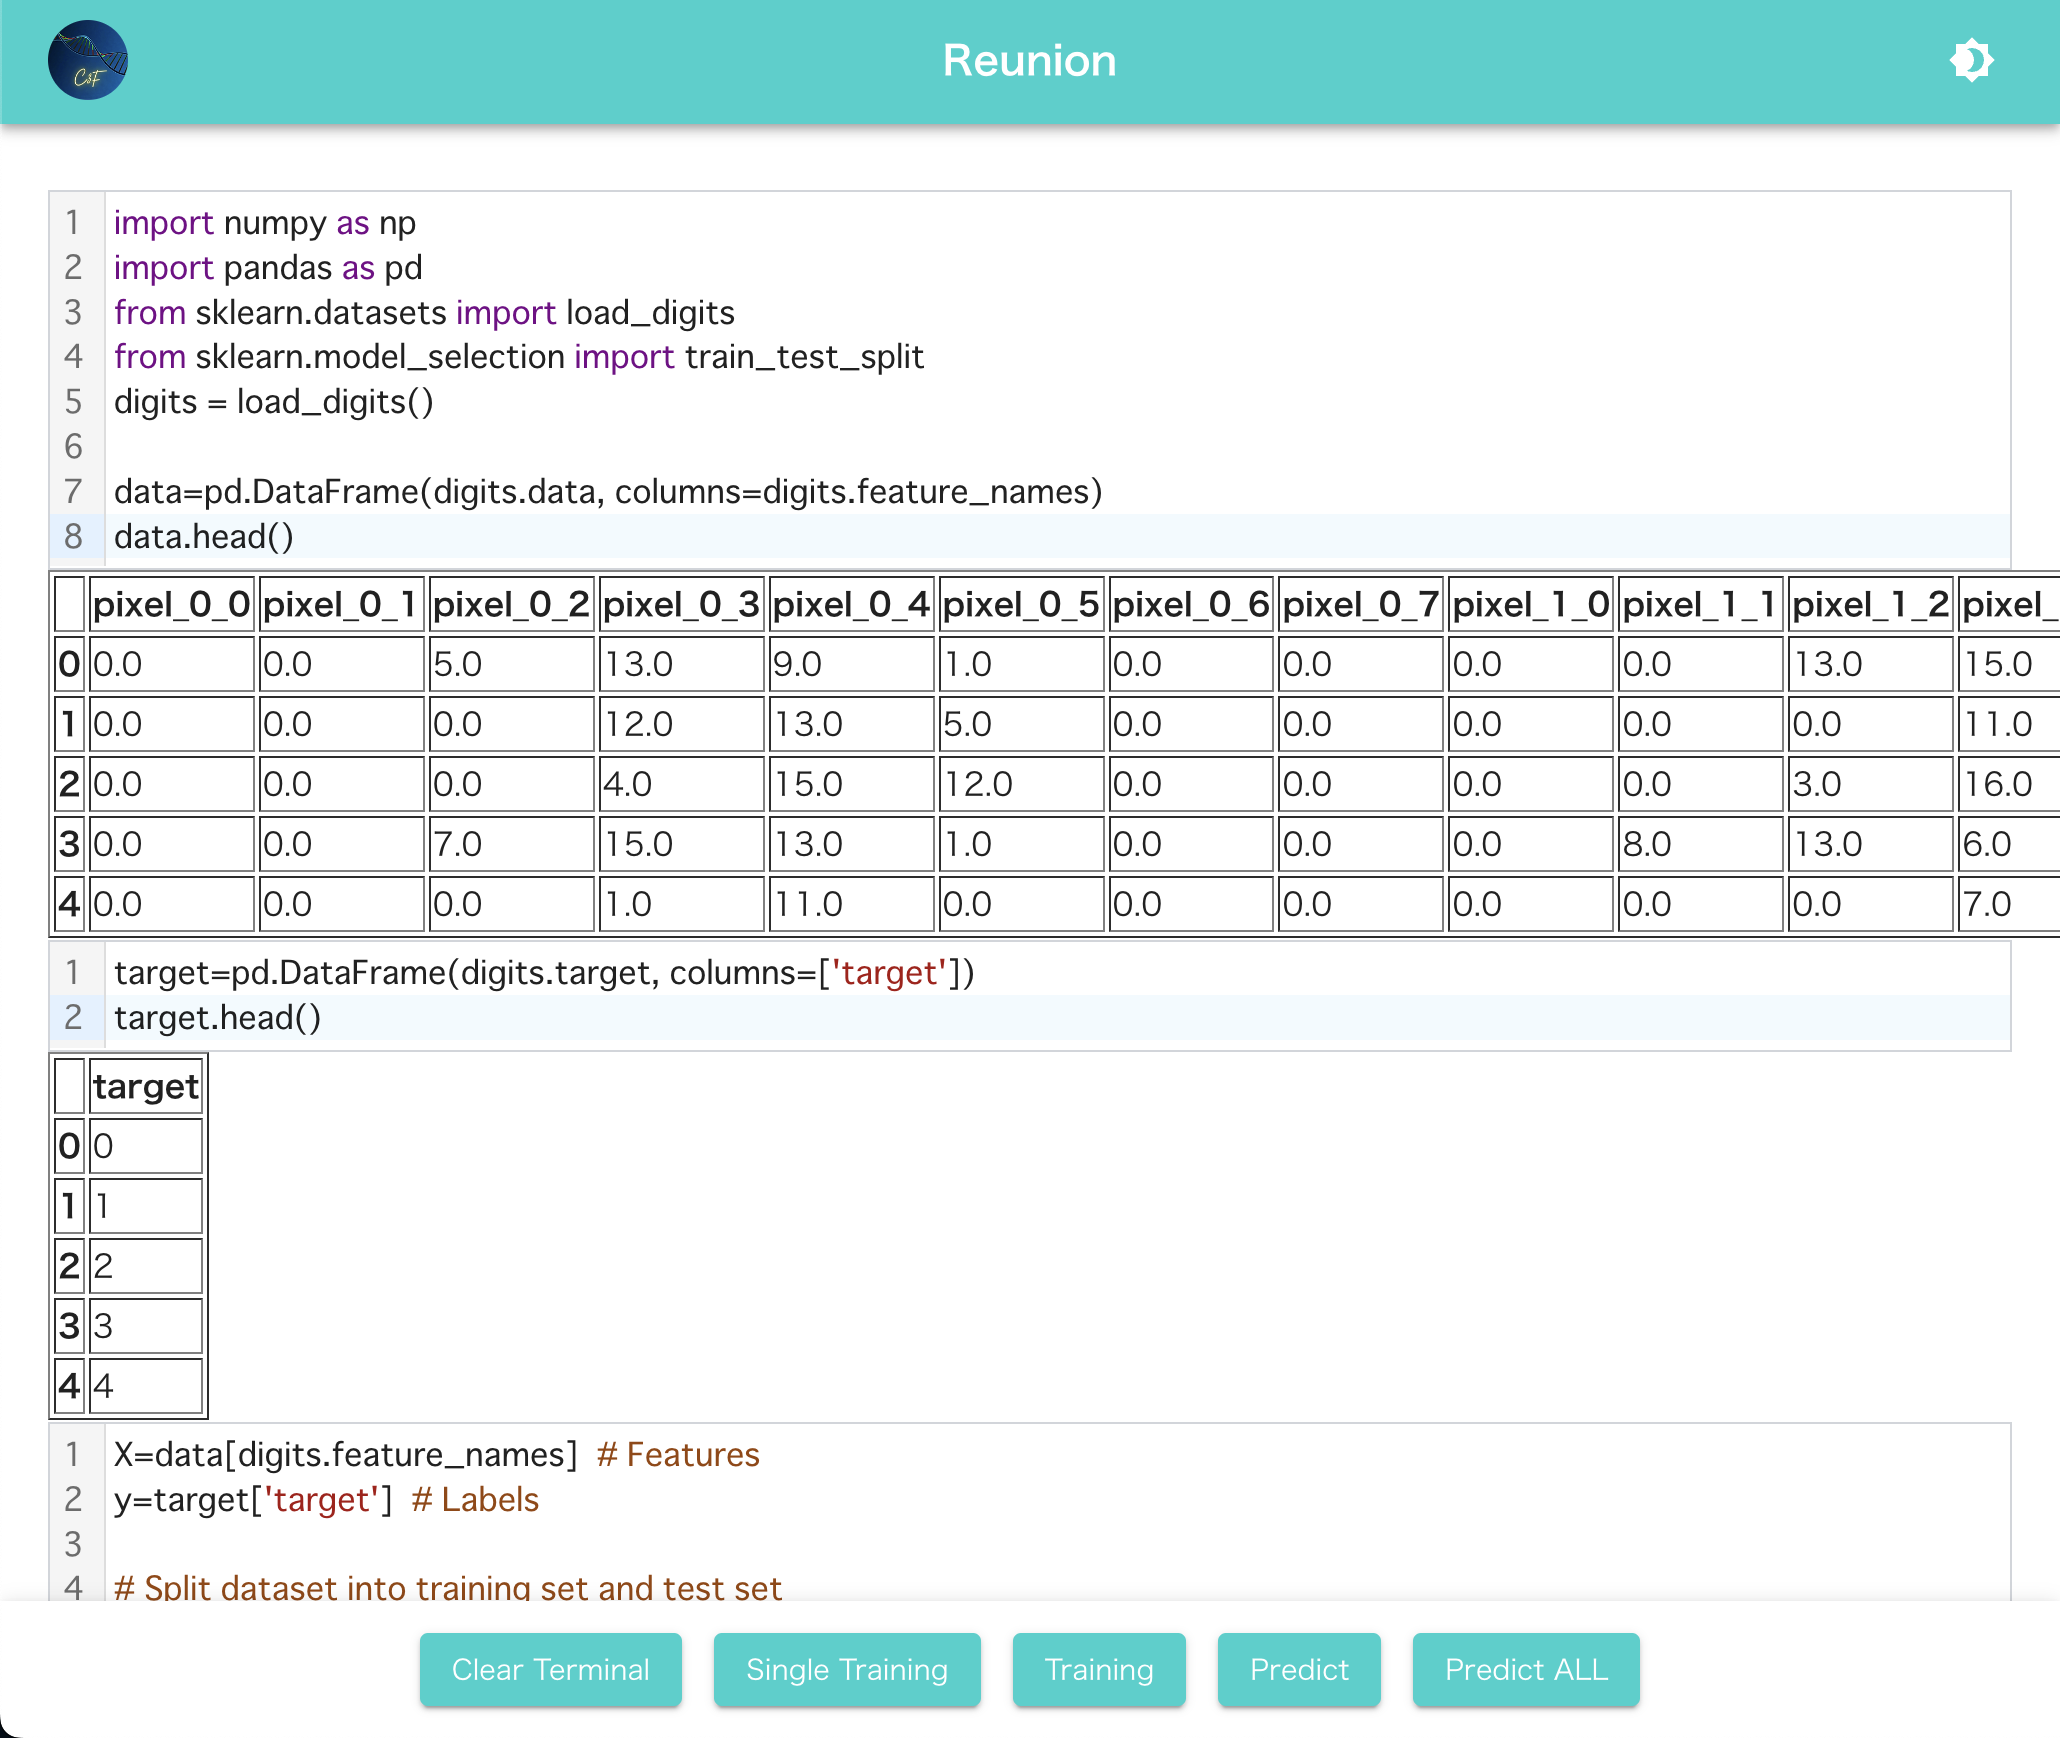 CsF
Reunion
1 import numpy as np
2 import pandas as pd
3 from sklearn.datasets import load_digits
4 from sklearn.model_selection import train_test_split
5 digits = load_digits()
6
7 data=pd.DataFrame(digits.data, columns=digits.feature_names)
8 data.head()
pixel_0_0 pixel_0_1 pixel_0_2 pixel_0_3 pixel_0_4 pixel_0_5 pixel_0_6 pixel_0_7 pixel_1_0 pixel_1_1 pixel_1_2 pixel_
0 0.0 0.0 5.0 13.0 9.0 1.0 0.0 0.0 0.0 0.0 13.0 15.0
1 0.0 0.0 0.0 12.0 13.0 5.0 0.0 0.0 0.0 0.0 0.0 11.0
2 0.0 0.0 0.0 4.0 15.0 12.0 0.0 0.0 0.0 0.0 3.0 16.0
3 0.0 0.0 7.0 15.0 13.0 1.0 0.0 0.0 0.0 8.0 13.0 6.0
4 0.0 0.0 0.0 1.0 11.0 0.0 0.0 0.0 0.0 0.0 0.0 7.0
1 target=pd.DataFrame(digits.target, columns=['target'])
2 target.head()
target
0 0
1 1
2 2
3 3
4 4
1 X=data[digits.feature_names] # Features
2 y=target['target'] # Labels
3
4 # Split dataset into training set and test set
Clear Terminal Single Training Training Predict Predict ALL